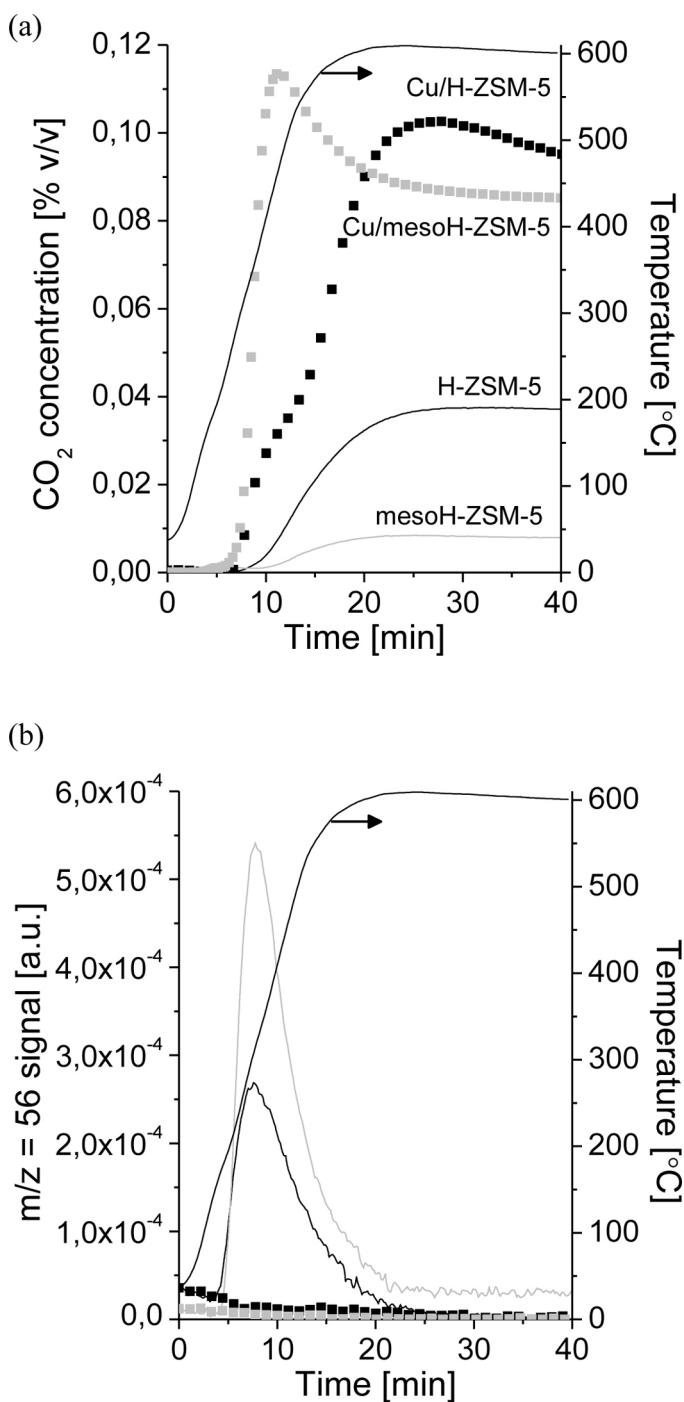 (a)
0,12
0,10
0,08
0,06
0,04
0,02
0,00
CO2 concentration [% v/v]
Cu/H-ZSM-5
Cu/mesoH-ZSM-5
H-ZSM-5
mesoH-ZSM-5
600
500
400
300
200
100
0
Temperature [°C]
0 10 20 30 40
Time [min]
(b)
6,0x10-4
5,0x10-4
4,0x10-4
3,0x10-4
2,0x10-4
1,0x10-4
0,0
m/z = 56 signal [a.u.]
600
500
400
300
200
100
0
Temperature [°C]
0 10 20 30 40
Time [min]